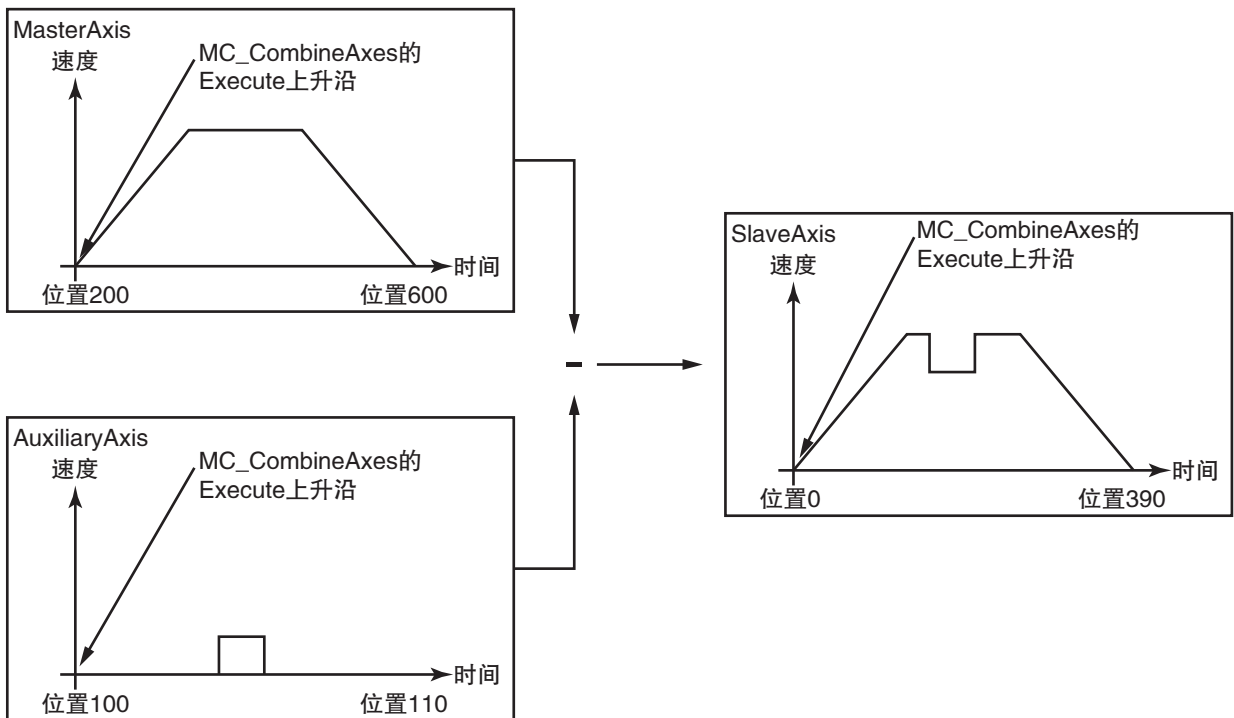 MasterAxis
速度
MC_CombineAxes的
Execute上升沿
时间
位置200
位置600
AuxiliaryAxis
速度
MC_CombineAxes的
Execute上升沿
时间
位置100
位置110
-
SlaveAxis
速度
MC_CombineAxes的
Execute上升沿
时间
位置0
位置390